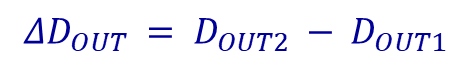 ΔD_OUT = D_OUT2 − D_OUT1